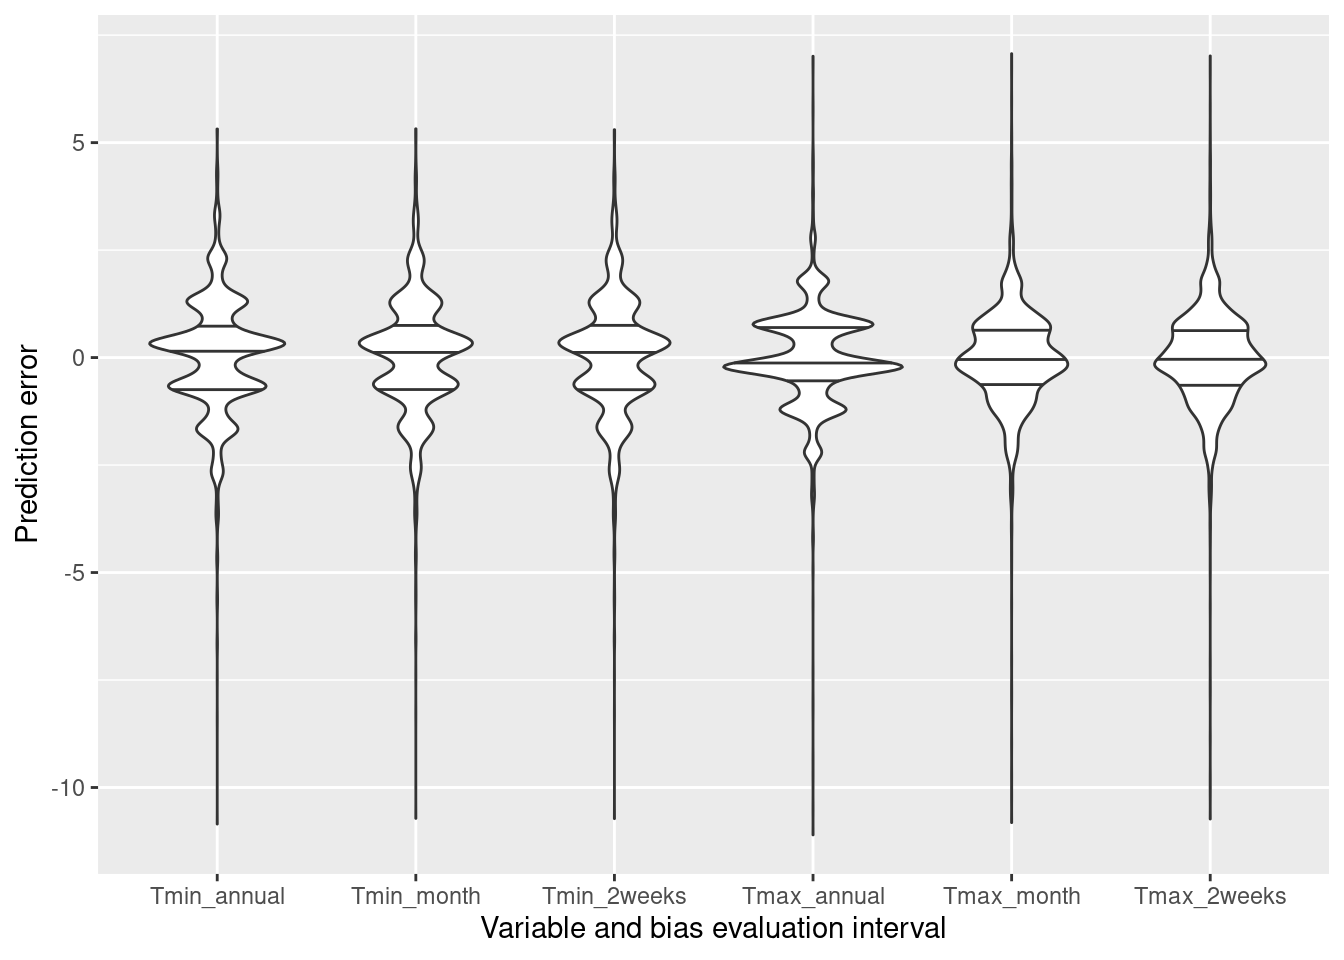 Prediction error
5
0
-5
-10
Tmin_annual Tmin_month Tmin_2weeks Tmax_annual Tmax_month Tmax_2weeks
Variable and bias evaluation interval